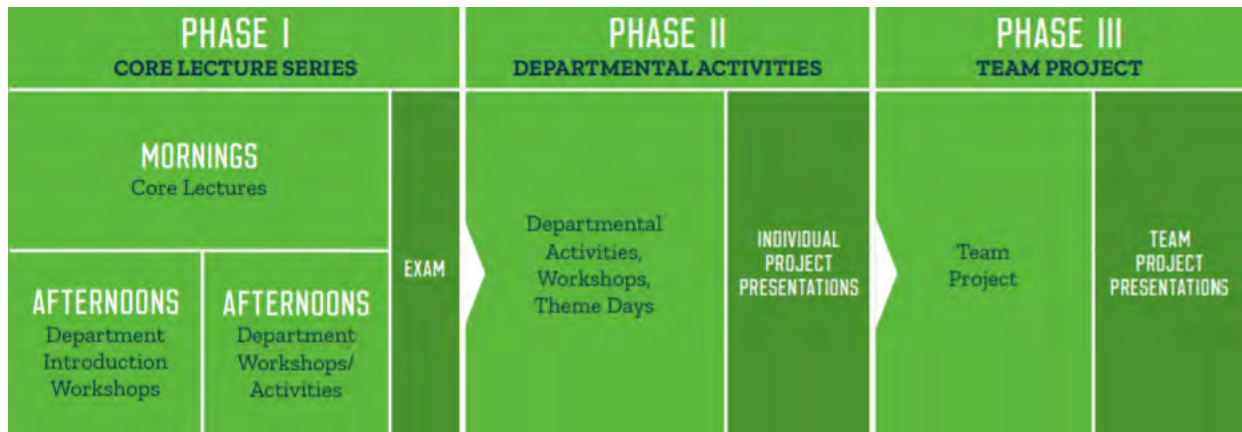 PHASE I
CORE LECTURE SERIES
MORNINGS
Core Lectures
AFTERNOONS
Department
Introduction
Workshops
AFTERNOONS
Department
Workshops/
Activities
EXAM
PHASE II
DEPARTMENTAL ACTIVITIES
Departmental
Activities,
Workshops,
Theme Days
INDIVIDUAL
PROJECT
PRESENTATIONS
PHASE III
TEAM PROJECT
Team
Project
TEAM
PROJECT
PRESENTATIONS